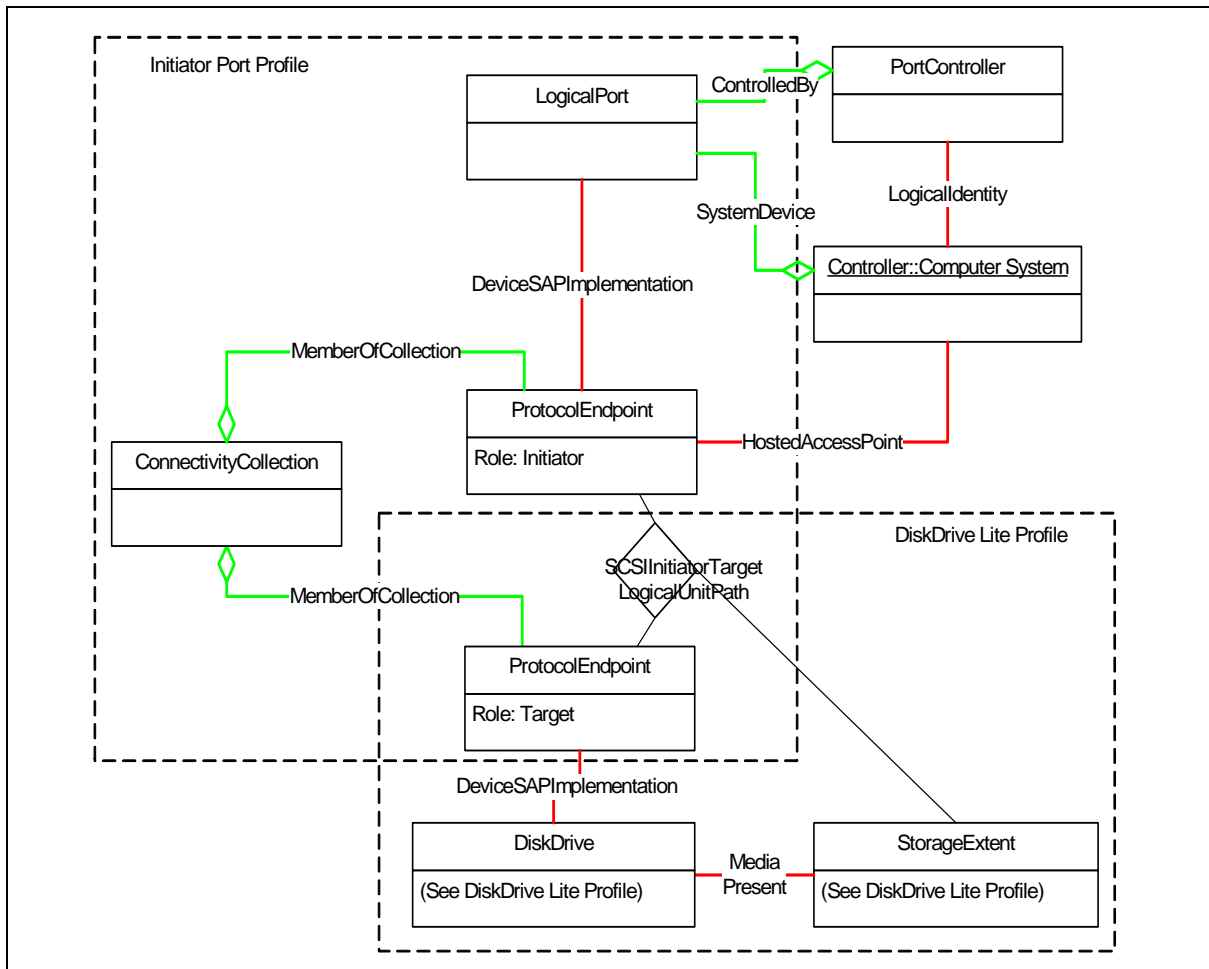 Initiator Port Profile
PortController
ControlledBy
LogicalPort
LogicalIdentity
SystemDevice
Controller::Computer System
DeviceSAPImplementation
MemberOfCollection
ProtocolEndpoint
Role: Initiator
HostedAccessPoint
ConnectivityCollection
DiskDrive Lite Profile
SCSIInitiatorTarget
LogicalUnitPath
MemberOfCollection
ProtocolEndpoint
Role: Target
DeviceSAPImplementation
DiskDrive
(See DiskDrive Lite Profile)
Media
Present
StorageExtent
(See DiskDrive Lite Profile)